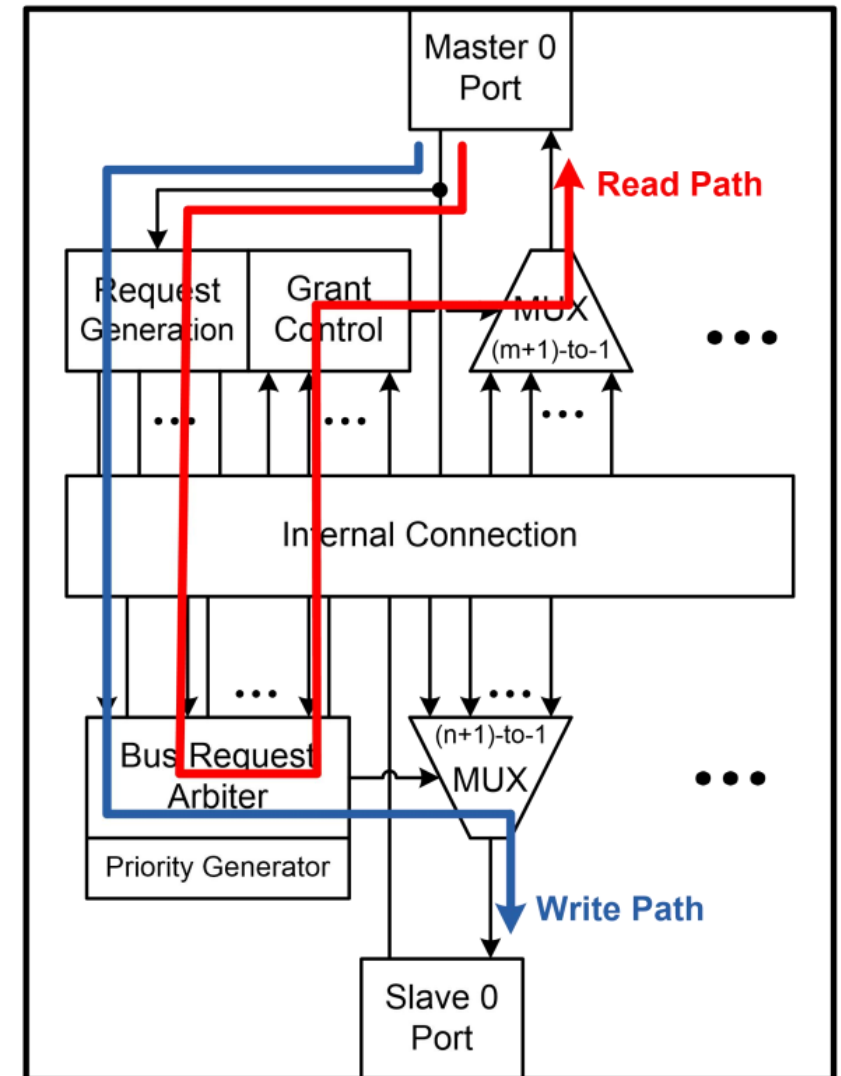 Master 0
Port
Read Path
Request
Generation
Grant
Control
MUX
(m+1)-to-1
Internal Connection
Bus Request
Arbiter
Priority Generator
(n+1)-to-1
MUX
Write Path
Slave 0
Port